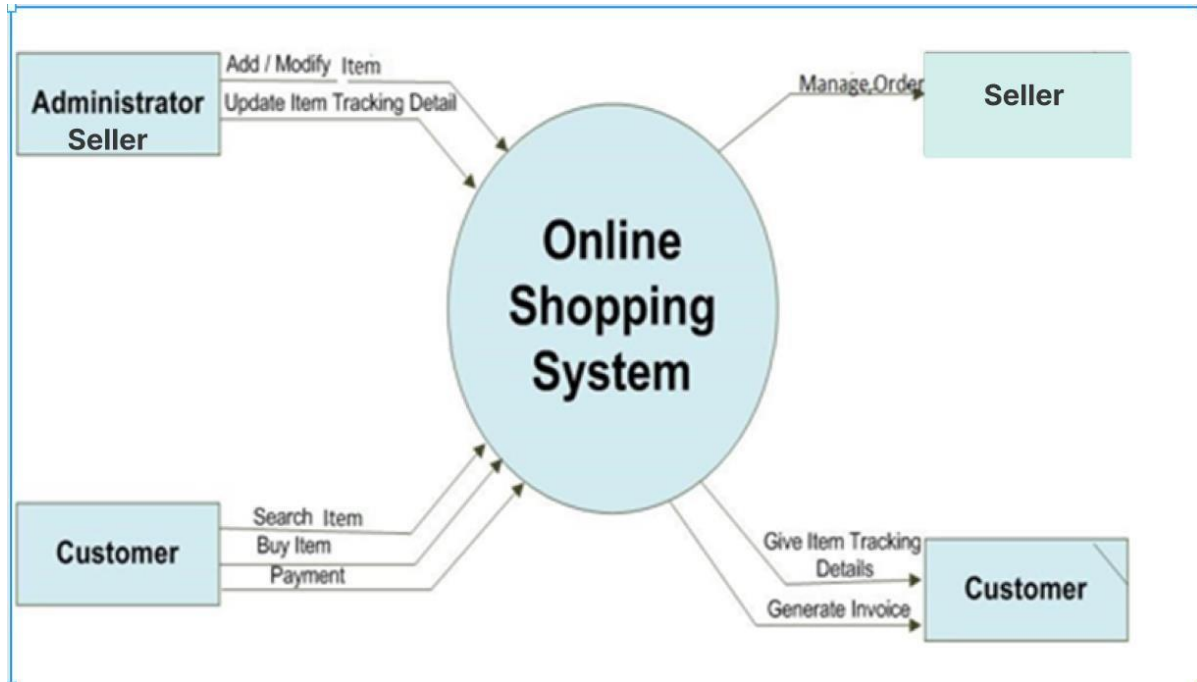 Add / Modify Item
Administrator
Seller
Update Item Tracking Detail
Manage Order
Seller
Online
Shopping
System
Search Item
Customer
Buy Item
Payment
Give Item Tracking
Details
Customer
Generate Invoice